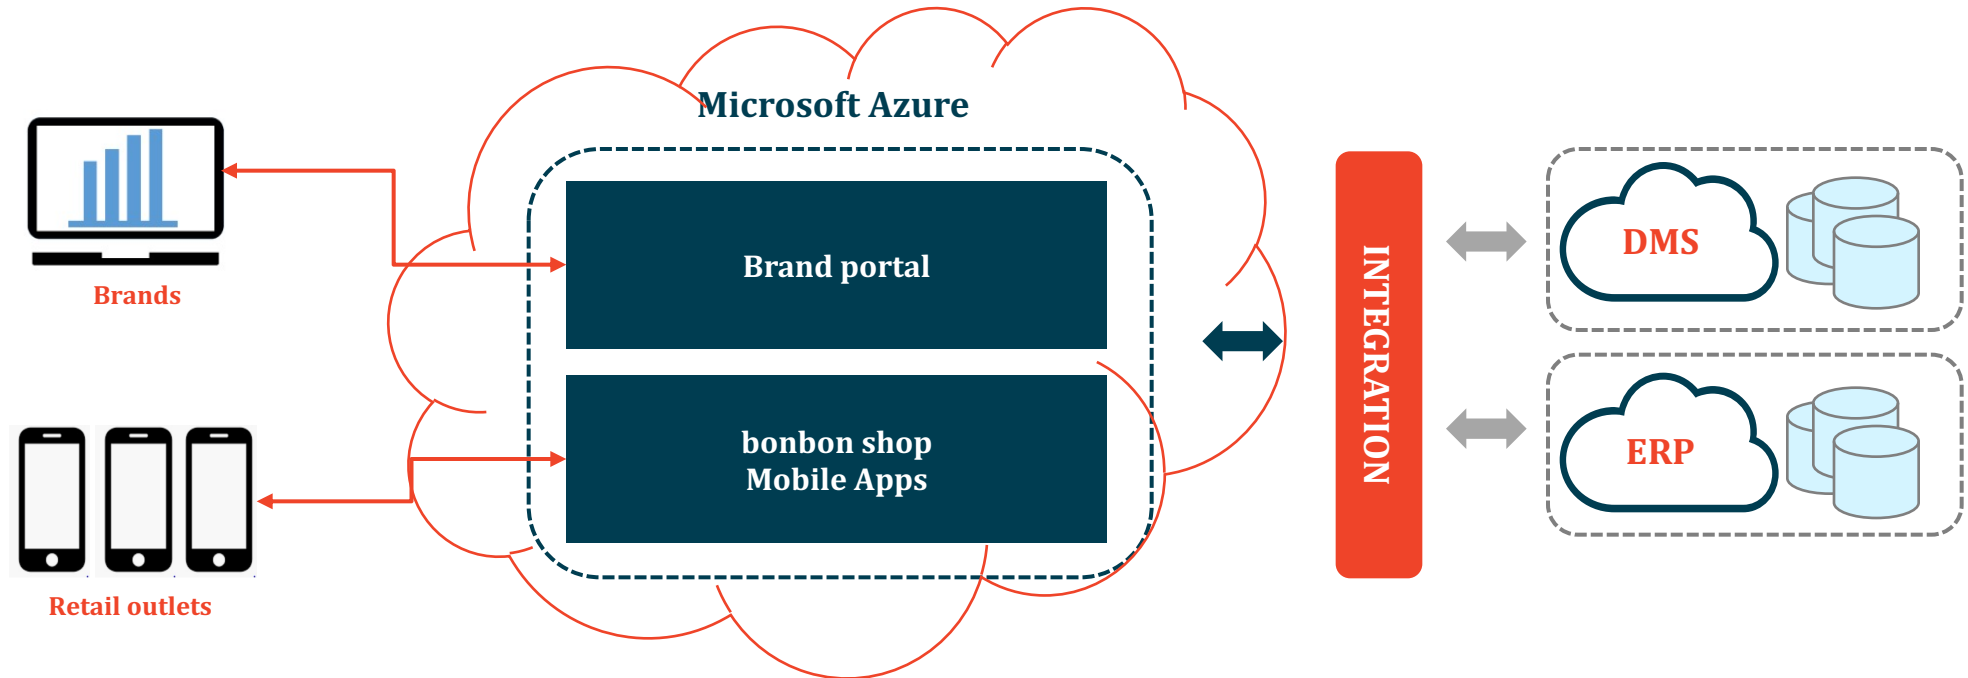 Microsoft Azure
Brands
Brand portal
bonbon shop
Mobile Apps
Retail outlets
INTEGRATION
DMS
ERP